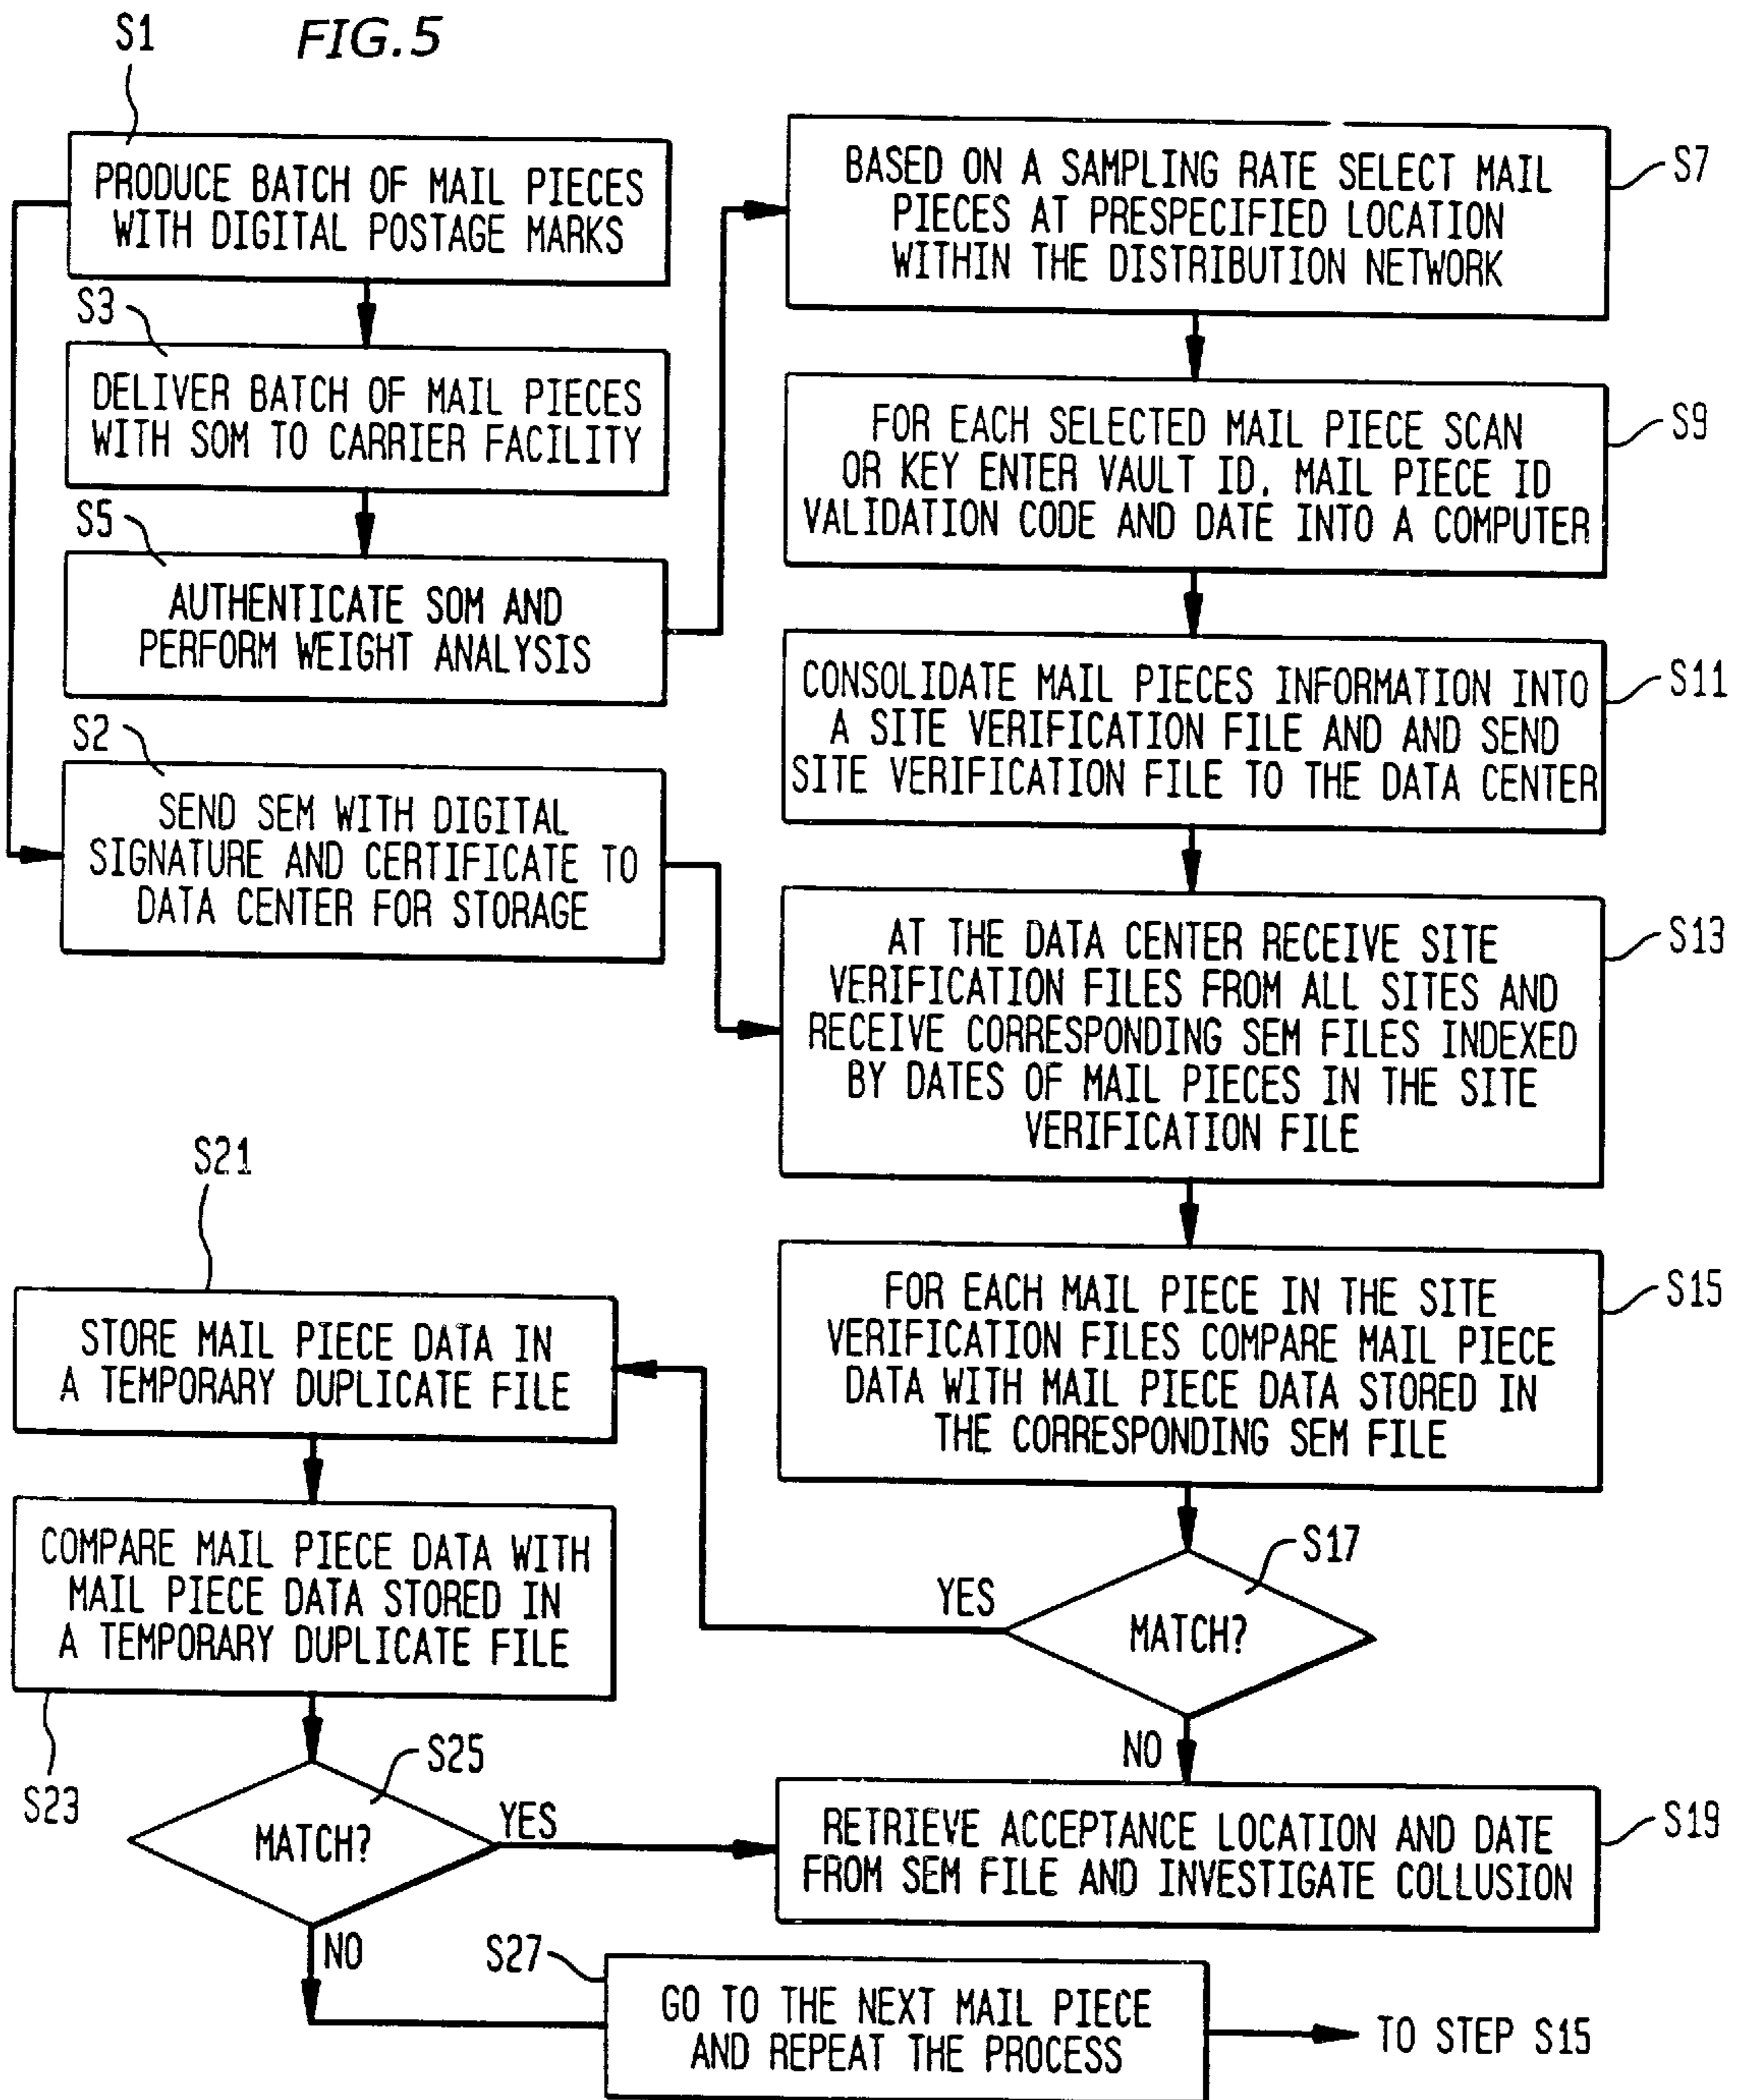 FIG.5
S1
PRODUCE BATCH OF MAIL PIECES
WITH DIGITAL POSTAGE MARKS
S3
DELIVER BATCH OF MAIL PIECES
WITH SOM TO CARRIER FACILITY
S5
AUTHENTICATE SOM AND
PERFORM WEIGHT ANALYSIS
S2
SEND SEM WITH DIGITAL
SIGNATURE AND CERTIFICATE TO
DATA CENTER FOR STORAGE
S7
BASED ON A SAMPLING RATE SELECT MAIL
PIECES AT PRESPECIFIED LOCATION
WITHIN THE DISTRIBUTION NETWORK
S9
FOR EACH SELECTED MAIL PIECE SCAN
OR KEY ENTER VAULT ID, MAIL PIECE ID
VALIDATION CODE AND DATE INTO A COMPUTER
S11
CONSOLIDATE MAIL PIECES INFORMATION INTO
A SITE VERIFICATION FILE AND AND SEND
SITE VERIFICATION FILE TO THE DATA CENTER
S13
AT THE DATA CENTER RECEIVE SITE
VERIFICATION FILES FROM ALL SITES AND
RECEIVE CORRESPONDING SEM FILES INDEXED
BY DATES OF MAIL PIECES IN THE SITE
VERIFICATION FILE
S15
FOR EACH MAIL PIECE IN THE SITE
VERIFICATION FILES COMPARE MAIL PIECE
DATA WITH MAIL PIECE DATA STORED IN
THE CORRESPONDING SEM FILE
S17
MATCH?
YES
NO
S19
RETRIEVE ACCEPTANCE LOCATION AND DATE
FROM SEM FILE AND INVESTIGATE COLLUSION
S21
STORE MAIL PIECE DATA IN
A TEMPORARY DUPLICATE FILE
COMPARE MAIL PIECE DATA WITH
MAIL PIECE DATA STORED IN
A TEMPORARY DUPLICATE FILE
S23
S25
MATCH?
YES
NO
S27
GO TO THE NEXT MAIL PIECE
AND REPEAT THE PROCESS
TO STEP S15